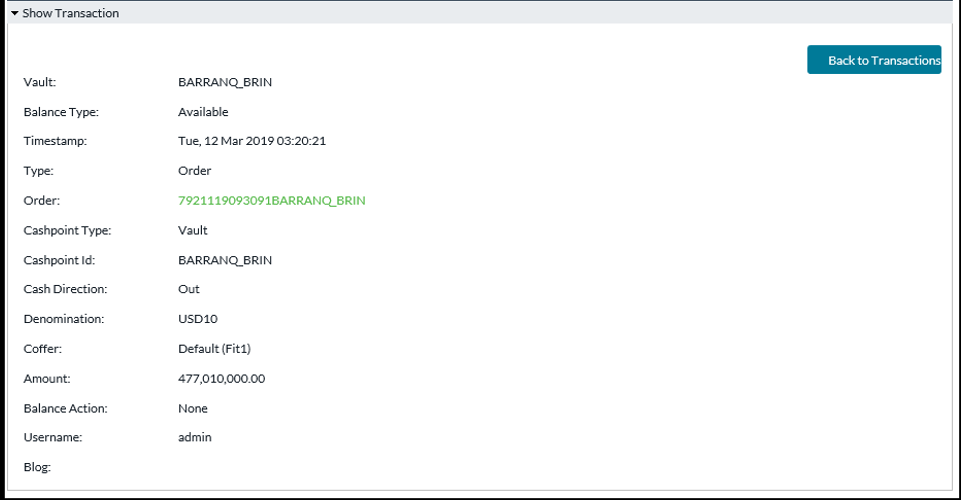 Show Transaction
Back to Transactions
Vault: BARRANQ_BRIN
Balance Type: Available
Timestamp: Tue, 12 Mar 2019 03:20:21
Type: Order
Order: 7921119093091BARRANQ_BRIN
Cashpoint Type: Vault
Cashpoint Id: BARRANQ_BRIN
Cash Direction: Out
Denomination: USD10
Coffer: Default (Fit1)
Amount: 477,010,000.00
Balance Action: None
Username: admin
Blog: